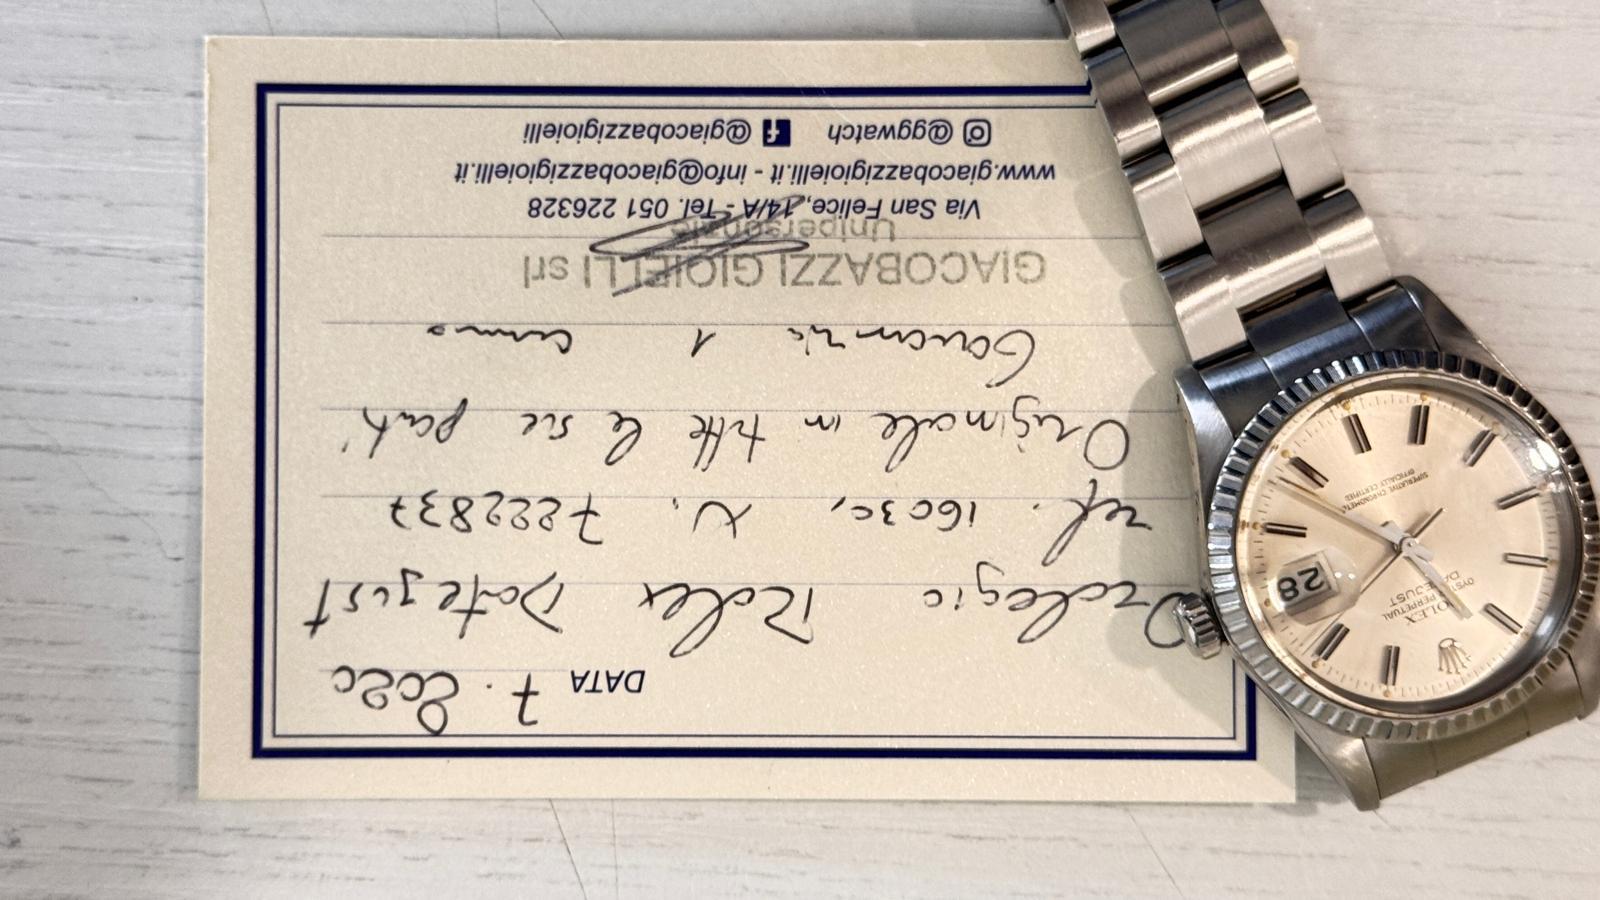 DATA 7. 2020
Orologio Rolex Datejust
ref. 16030, N. 7222837
Originale in tutte le sue parti
Garanzia 1 anno
GIACOBAZZI GIOIELLI srl
Unipersonale
Via San Felice, 14/A - Tel. 051 226328
www.giacobazzigioielli.it - info@giacobazzigioielli.it
@ggwatch @giacobazzigioielli
ROLEX
OYSTER PERPETUAL
DATEJUST
28
SUPERLATIVE CHRONOMETER
OFFICIALLY CERTIFIED